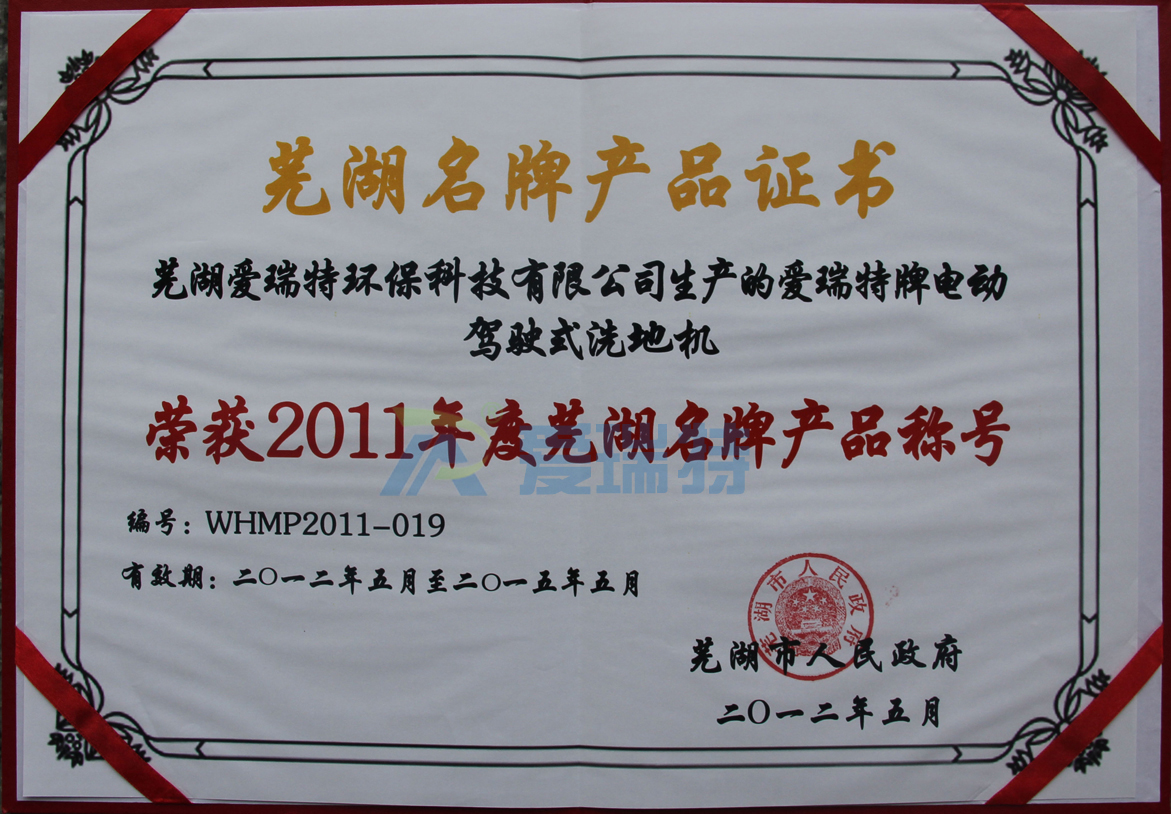 芜湖名牌产品证书
芜湖爱瑞特环保科技有限公司生产的爱瑞特牌电动
驾驶式洗地机
荣获2011年度芜湖名牌产品称号
爱瑞特
编号：WHMP2011-019
有效期：二〇一二年五月至二〇一五年五月
芜湖市人民政府
芜湖市人民政府
二〇一二年五月